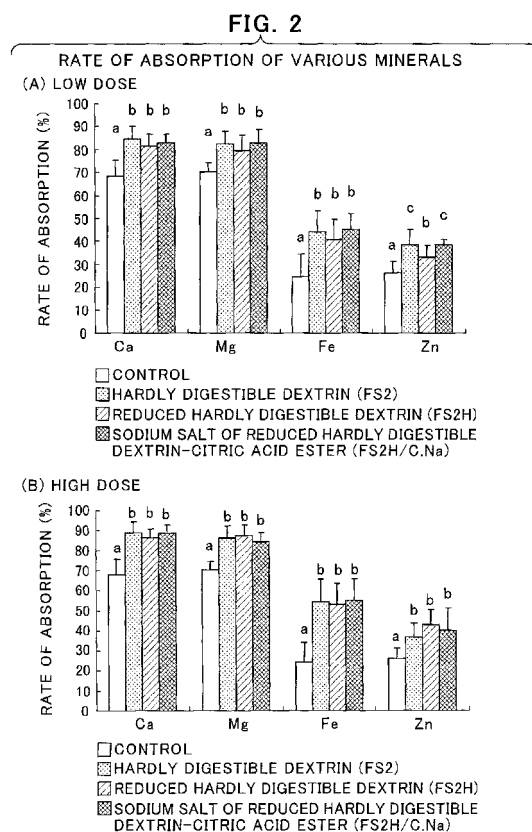 FIG. 2
RATE OF ABSORPTION OF VARIOUS MINERALS
(A) LOW DOSE
RATE OF ABSORPTION (%)
100
90
80
70
60
50
40
30
20
10
0
a b b b
a b b b
a b b b
a c b c
Ca Mg Fe Zn
CONTROL
HARDLY DIGESTIBLE DEXTRIN (FS2)
REDUCED HARDLY DIGESTIBLE DEXTRIN (FS2H)
SODIUM SALT OF REDUCED HARDLY DIGESTIBLE
DEXTRIN-CITRIC ACID ESTER (FS2H/C.Na)
(B) HIGH DOSE
RATE OF ABSORPTION (%)
100
90
80
70
60
50
40
30
20
10
0
a b b b
a b b b
a b b b
a b b b
Ca Mg Fe Zn
CONTROL
HARDLY DIGESTIBLE DEXTRIN (FS2)
REDUCED HARDLY DIGESTIBLE DEXTRIN (FS2H)
SODIUM SALT OF REDUCED HARDLY DIGESTIBLE
DEXTRIN-CITRIC ACID ESTER (FS2H/C.Na)